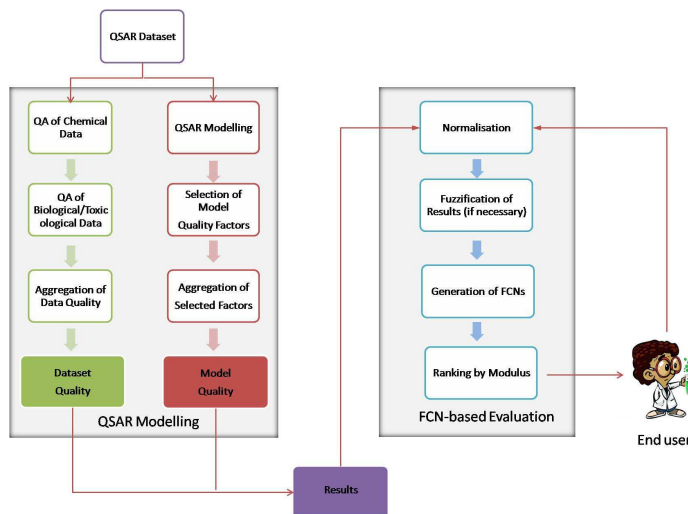 QSAR Dataset
QA of Chemical
Data
QA of
Biological/Toxic
ological Data
Aggregation of
Data Quality
Dataset
Quality
QSAR Modelling
Selection of
Model
Quality Factors
Aggregation of
Selected Factors
Model
Quality
QSAR Modelling
Results
Normalisation
Fuzzification of
Results (if necessary)
Generation of FCNs
Ranking by Modulus
FCN-based Evaluation
End user